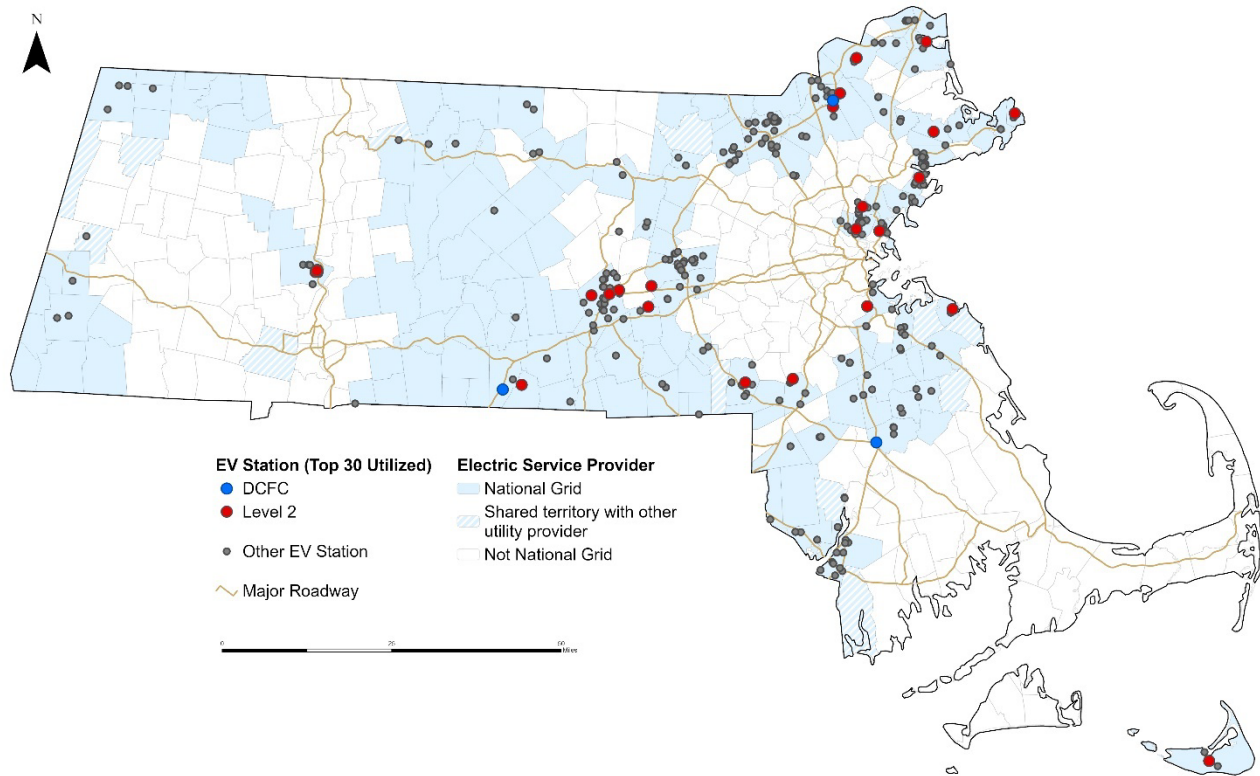 N
EV Station (Top 30 Utilized)
DCFC
Level 2
Other EV Station
Major Roadway
Electric Service Provider
National Grid
Shared territory with other
utility provider
Not National Grid
0 25 50
Miles